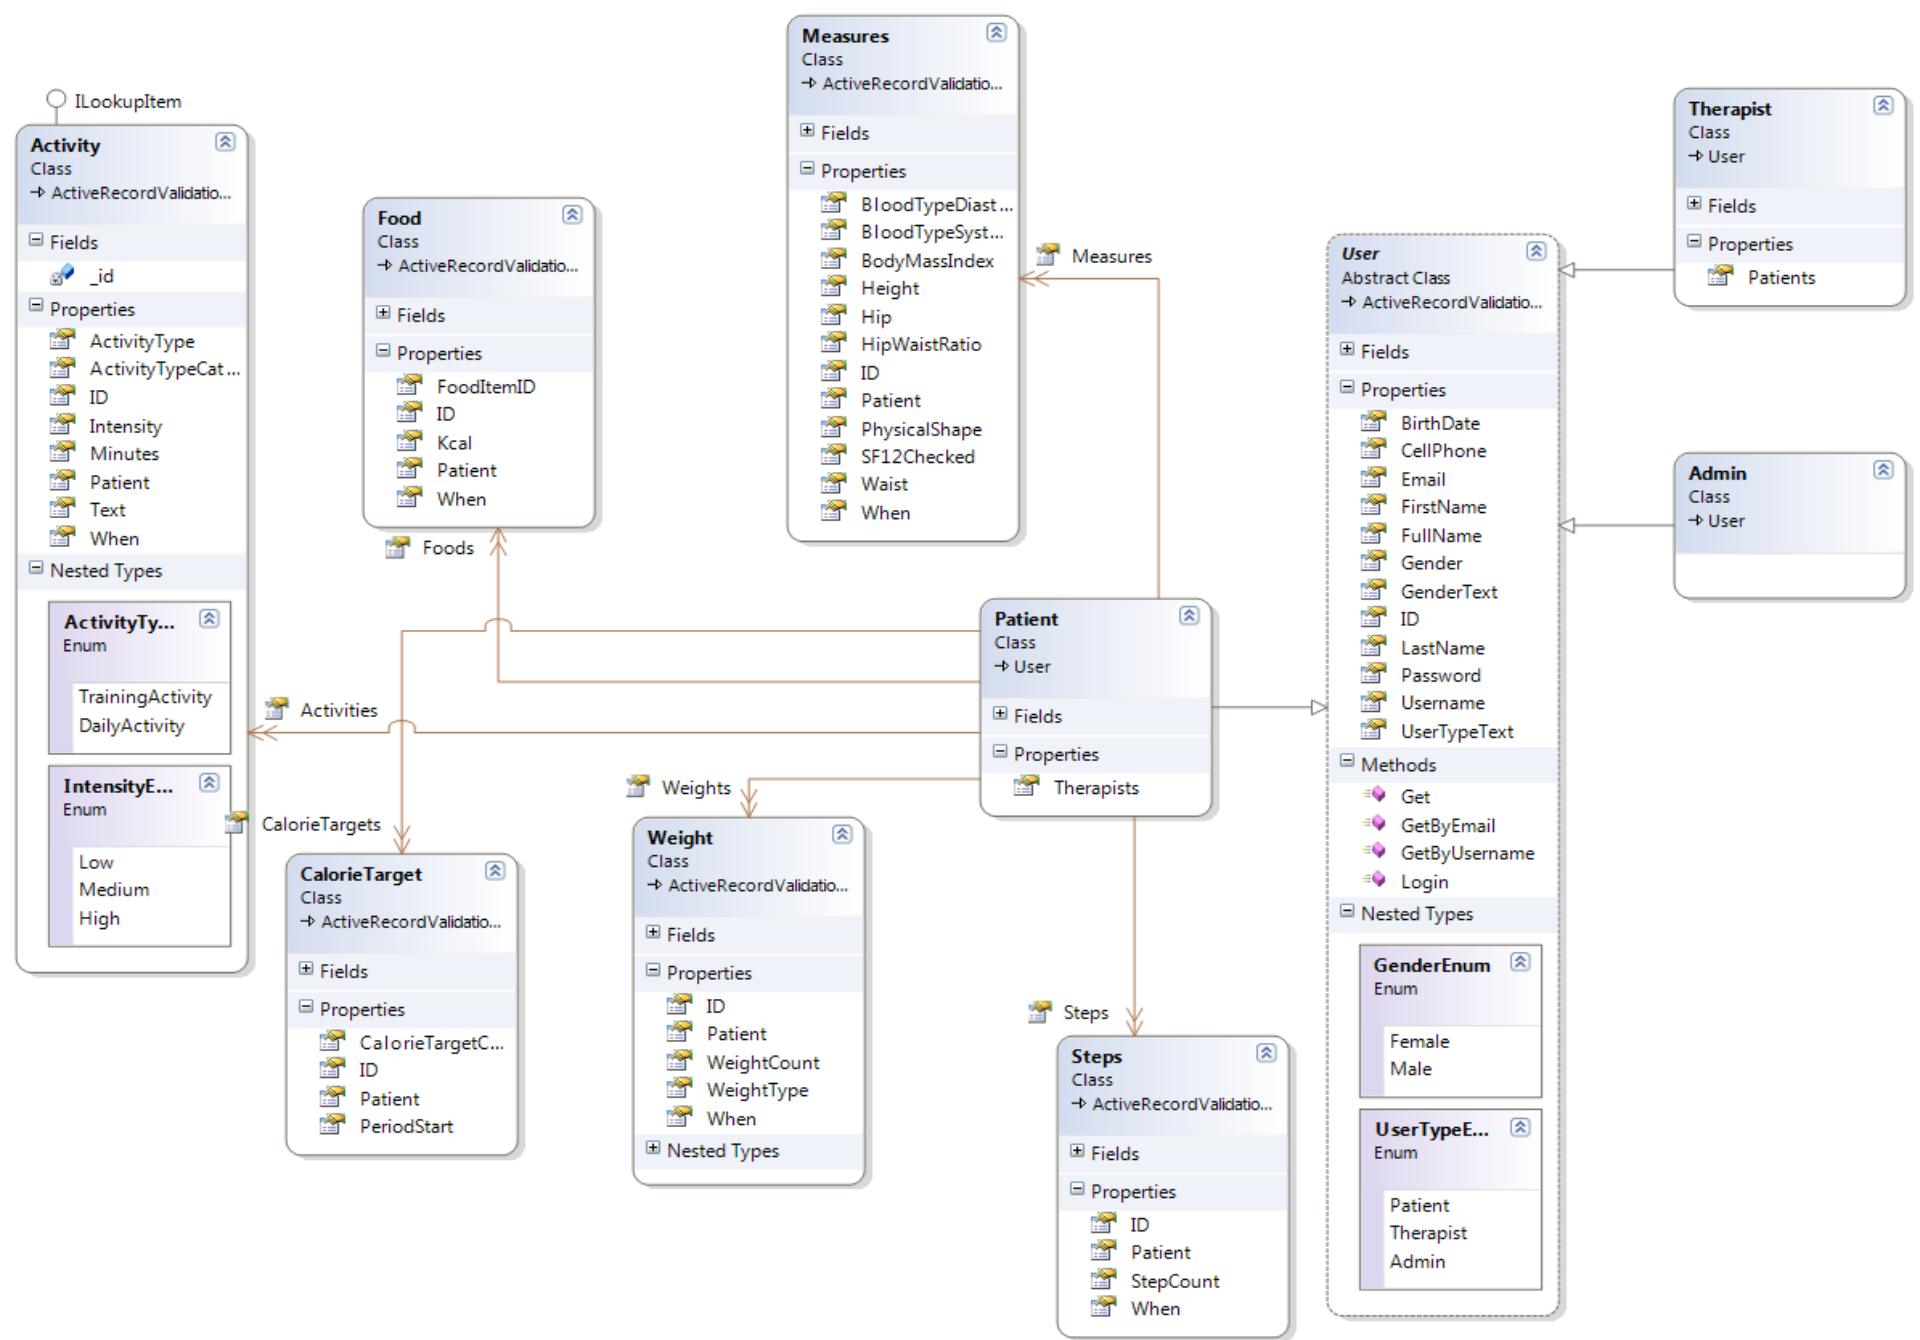 ILookupItem
Activity
Class
ActiveRecordValidatio...
Fields
_id
Properties
ActivityType
ActivityTypeCat...
ID
Intensity
Minutes
Patient
Text
When
Nested Types
ActivityTy...
Enum
TrainingActivity
DailyActivity
IntensityE...
Enum
Low
Medium
High
Food
Class
ActiveRecordValidatio...
Fields
Properties
FoodItemID
ID
Kcal
Patient
When
Foods
Activities
CalorieTargets
CalorieTarget
Class
ActiveRecordValidatio...
Fields
Properties
CalorieTargetC...
ID
Patient
PeriodStart
Measures
Class
ActiveRecordValidatio...
Fields
Properties
BloodTypeDiast...
BloodTypeSyst...
BodyMassIndex
Height
Hip
HipWaistRatio
ID
Patient
PhysicalShape
SF12Checked
Waist
When
Measures
Weights
Weight
Class
ActiveRecordValidatio...
Fields
Properties
ID
Patient
WeightCount
WeightType
When
Nested Types
Patient
Class
User
Fields
Properties
Therapists
Steps
Steps
Class
ActiveRecordValidatio...
Fields
Properties
ID
Patient
StepCount
When
User
Abstract Class
ActiveRecordValidatio...
Fields
Properties
BirthDate
CellPhone
Email
FirstName
FullName
Gender
GenderText
ID
LastName
Password
Username
UserTypeText
Methods
Get
GetByEmail
GetByUsername
Login
Nested Types
GenderEnum
Enum
Female
Male
UserTypeE...
Enum
Patient
Therapist
Admin
Therapist
Class
User
Fields
Properties
Patients
Admin
Class
User